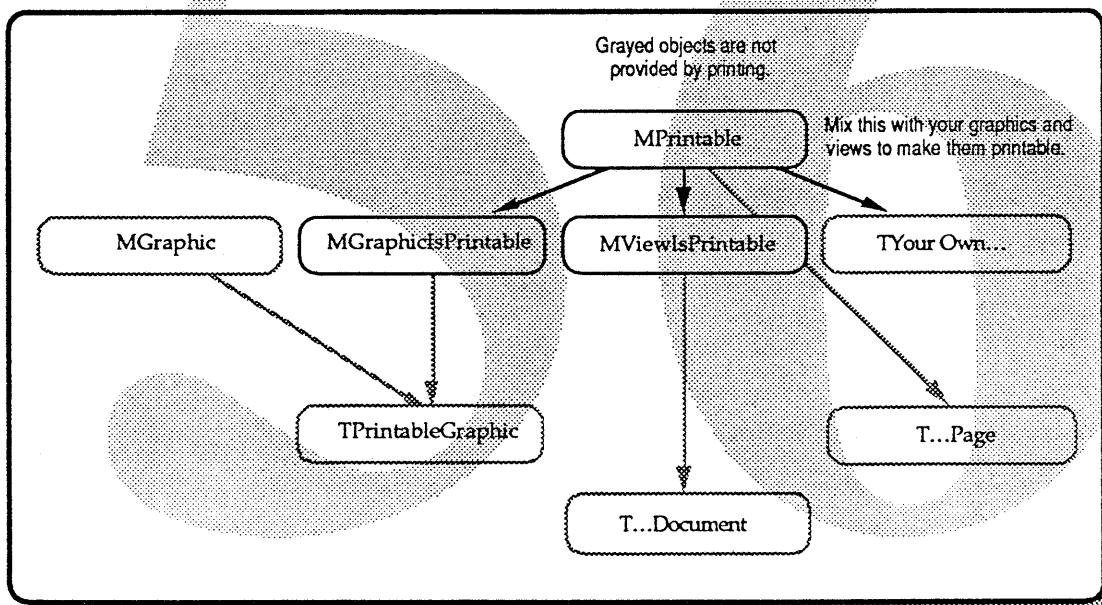 Grayed objects are not
provided by printing.
MPrintable
Mix this with your graphics and
views to make them printable.
MGraphic
MGraphicIsPrintable
MViewIsPrintable
TYour Own…
TPrintableGraphic
T…Page
T…Document